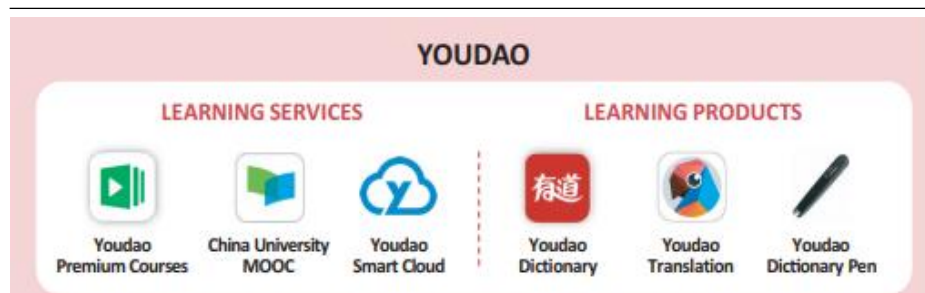 YOUDAO
LEARNING SERVICES
LEARNING PRODUCTS
有道
Youdao
Premium Courses
China University
MOOC
Youdao
Smart Cloud
Youdao
Dictionary
Youdao
Translation
Youdao
Dictionary Pen